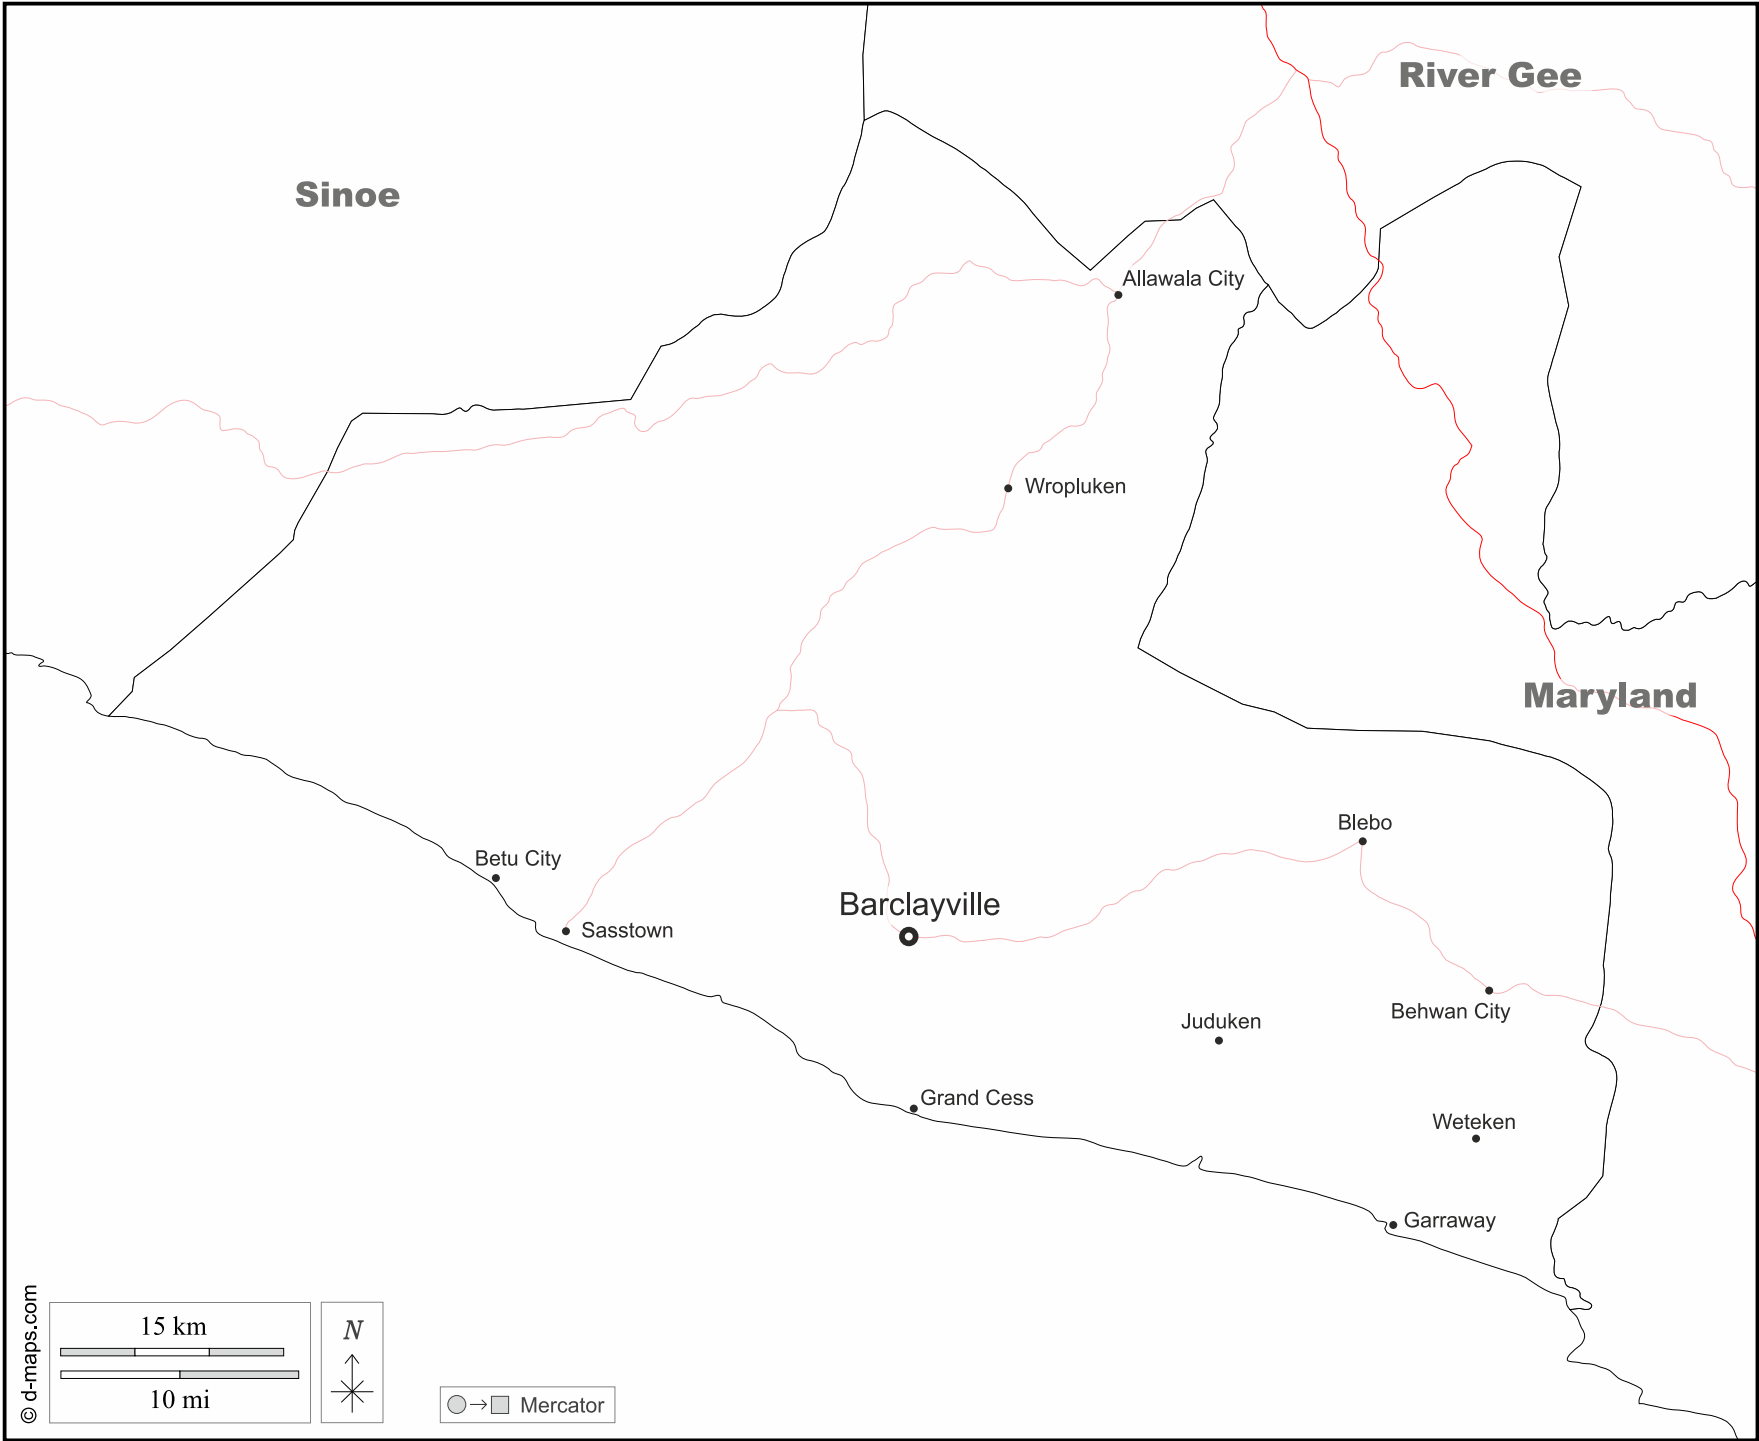 River Gee
Sinoe
Allawala City
Wropluken
Maryland
Blebo
Betu City
Barclayville
Sasstown
Behwan City
Juduken
Grand Cess
Weteken
Garraway
© d-maps.com
15 km
10 mi
N
Mercator